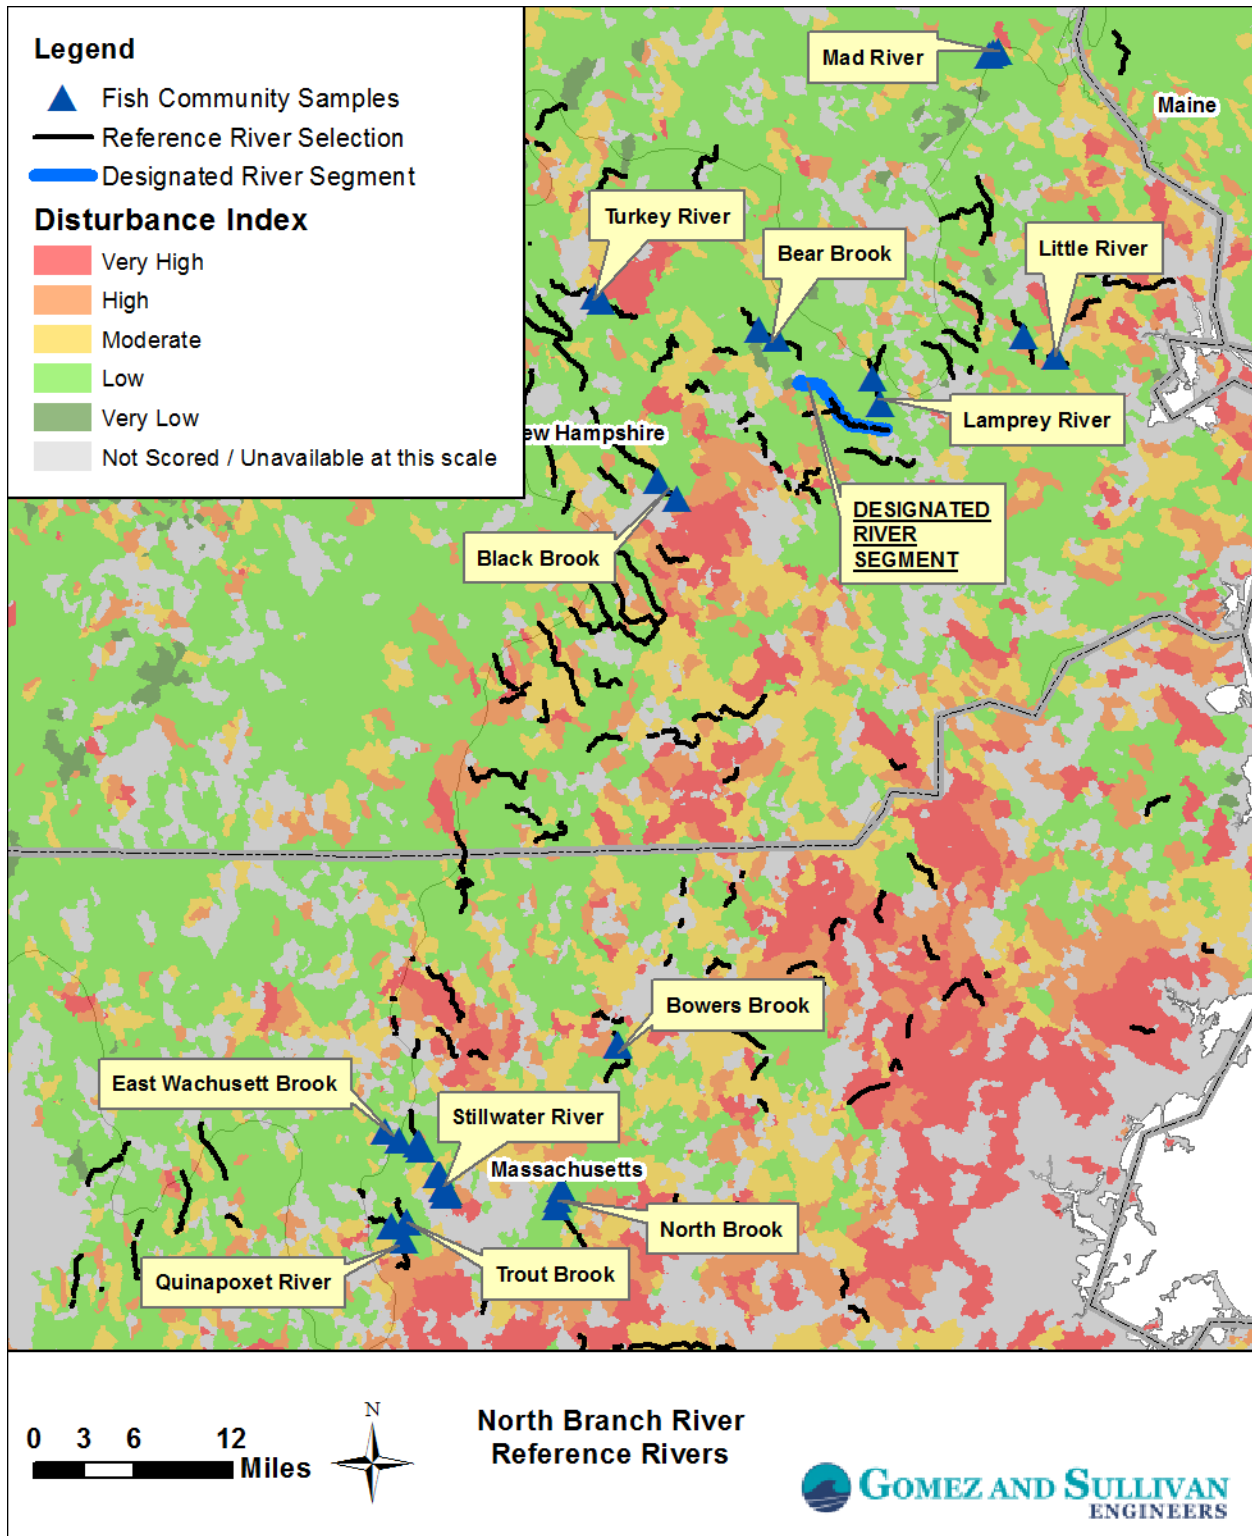 Legend
Fish Community Samples
Reference River Selection
Designated River Segment
Disturbance Index
Very High
High
Moderate
Low
Very Low
Not Scored / Unavailable at this scale
Mad River
Maine
Turkey River
Bear Brook
Little River
Lamprey River
ew Hampshire
DESIGNATED
RIVER
SEGMENT
Black Brook
Bowers Brook
East Wachusett Brook
Stillwater River
Massachusetts
North Brook
Quinapoxet River
Trout Brook
0 3 6 12
Miles
N
North Branch River
Reference Rivers
GOMEZ AND SULLIVAN
ENGINEERS